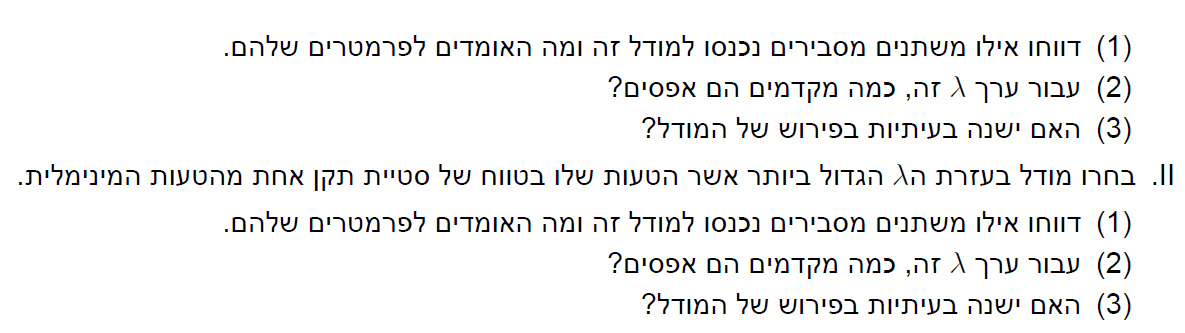 (1) דווחו אילו משתנים מסבירים נכנסו למודל זה ומה האומדים לפרמטרים שלהם.
(2) עבור ערך λ זה, כמה מקדמים הם אפסים?
(3) האם ישנה בעיתיות בפירוש של המודל?
II. בחרו מודל בעזרת הλ הגדול ביותר אשר הטעות שלו בטווח של סטיית תקן אחת מהטעות המינימלית.
(1) דווחו אילו משתנים מסבירים נכנסו למודל זה ומה האומדים לפרמטרים שלהם.
(2) עבור ערך λ זה, כמה מקדמים הם אפסים?
(3) האם ישנה בעיתיות בפירוש של המודל?